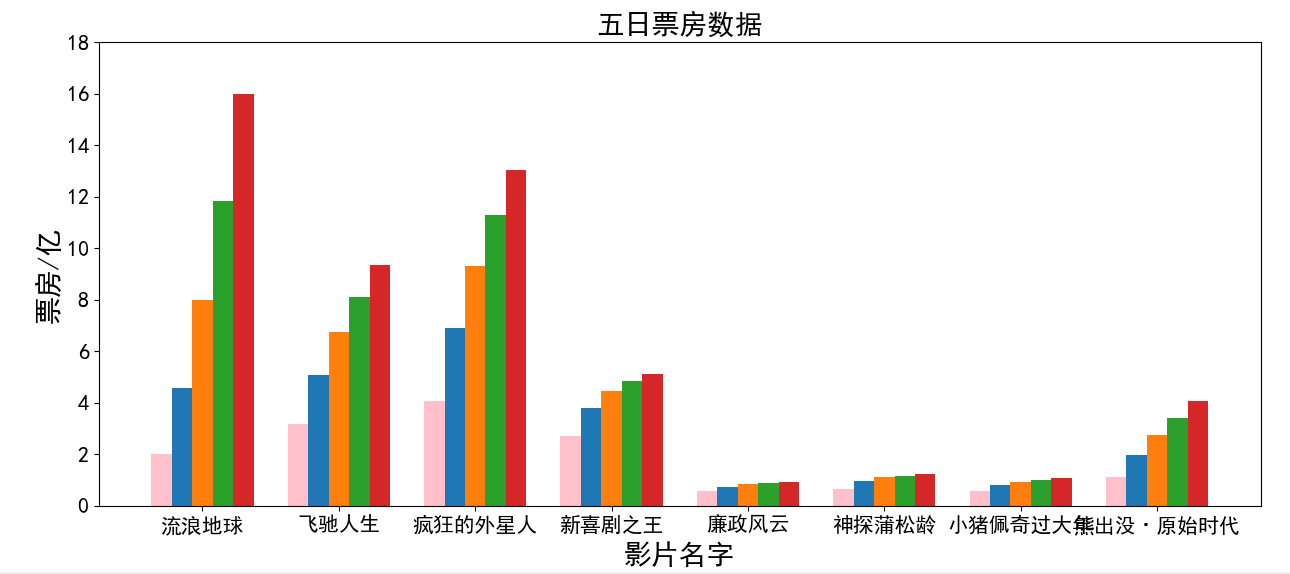 五日票房数据
18
16
14
12
10
8
6
4
2
0
票房/亿
流浪地球 飞驰人生 疯狂的外星人 新喜剧之王 廉政风云 神探蒲松龄 小猪佩奇过大年 熊出没·原始时代
影片名字